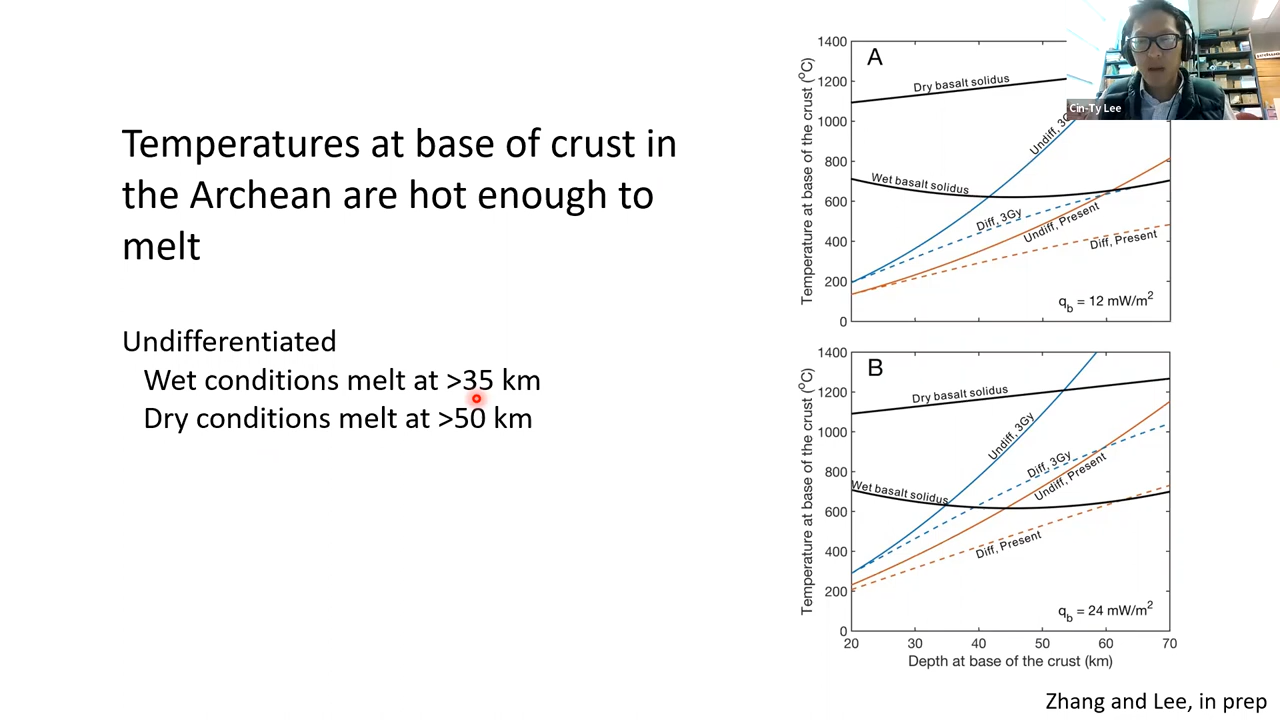 Temperatures at base of crust in
the Archean are hot enough to
melt
Undifferentiated
Wet conditions melt at >35 km
Dry conditions melt at >50 km
Cin-Ty Lee
A
Temperature at base of the crust (°C)
1400
1200
1000
800
600
400
200
0
Dry basalt solidus
Undiff, 3G
Wet basalt solidus
Diff, 3Gy
Undiff, Present
Diff, Present
qb = 12 mW/m2
B
Temperature at base of the crust (°C)
1400
1200
1000
800
600
400
200
0
Dry basalt solidus
Undiff, 3Gy
Diff, 3Gy
Undiff, Present
Wet basalt solidus
Diff, Present
qb = 24 mW/m2
20 30 40 50 60 70
Depth at base of the crust (km)
Zhang and Lee, in prep